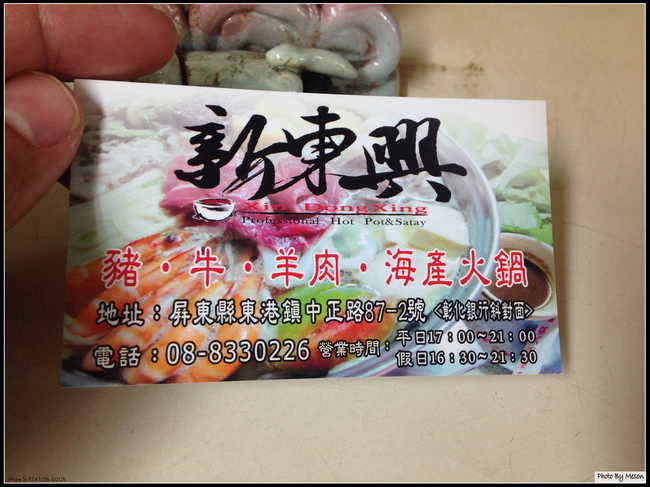 新東興
Xin Dong Xing
Professional Hot Pot&Satay
豬・牛・羊肉・海產火鍋
地址：屏東縣東港鎮中正路87-2號 <彰化銀行斜對面>
電話：08-8330226 營業時間：平日17：00～21：00
假日16：30～21：30
Photo By Meson